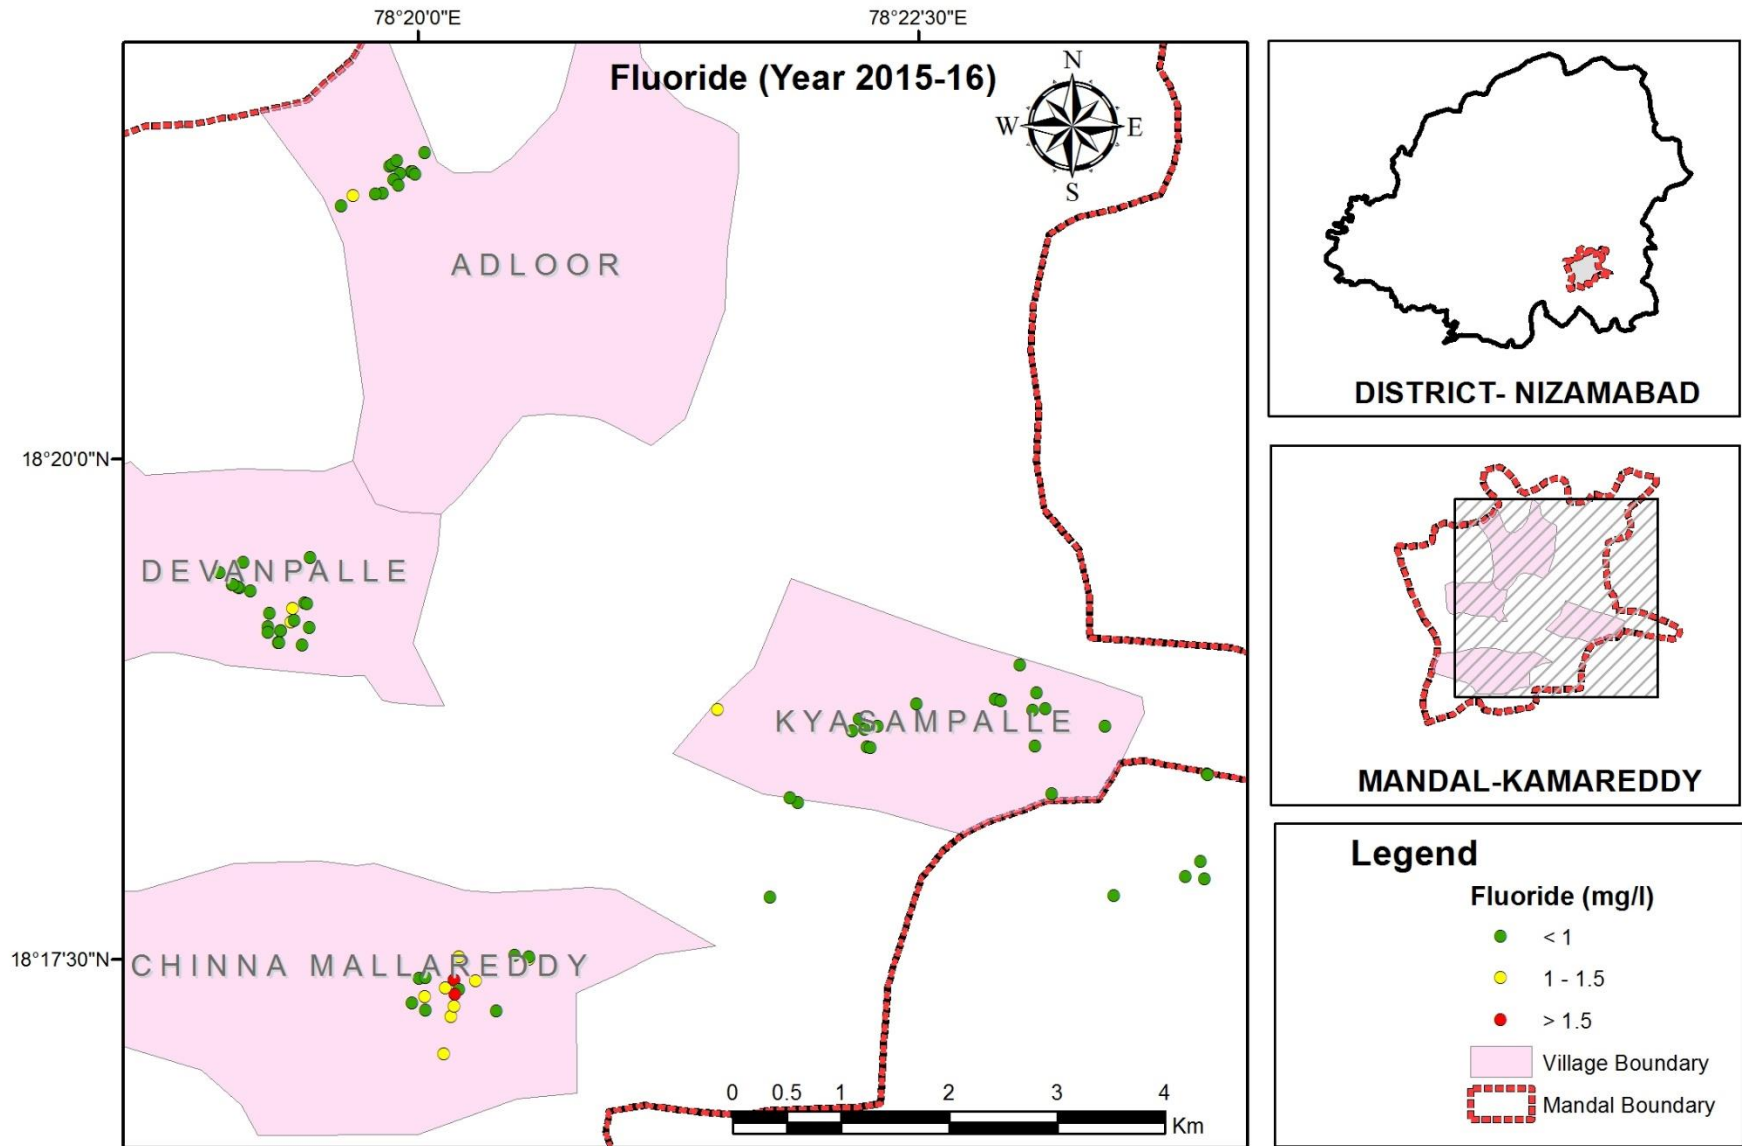 78°20'0"E
78°22'30"E
Fluoride (Year 2015-16)
N
W
E
S
ADLOOR
18°20'0"N
DEVANPALLE
KYASAMPALLE
18°17'30"N
CHINNA MALLAREDDY
0 0.5 1 2 3 4
Km
DISTRICT- NIZAMABAD
MANDAL-KAMAREDDY
Legend
Fluoride (mg/l)
< 1
1 - 1.5
> 1.5
Village Boundary
Mandal Boundary